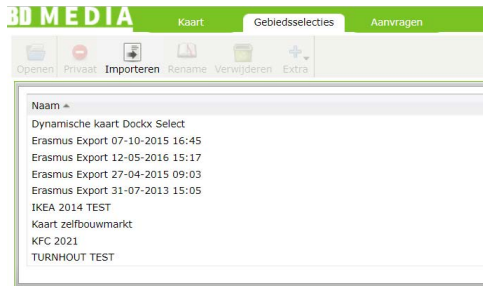 BD MEDIA Kaart Gebiedsselecties Aanvragen
Openen Privaat Importeren Rename Verwijderen Extra
Naam
Dynamische kaart Dockx Select
Erasmus Export 07-10-2015 16:45
Erasmus Export 12-05-2016 15:17
Erasmus Export 27-04-2015 09:03
Erasmus Export 31-07-2013 15:05
IKEA 2014 TEST
Kaart zelfbouwmarkt
KFC 2021
TURNHOUT TEST